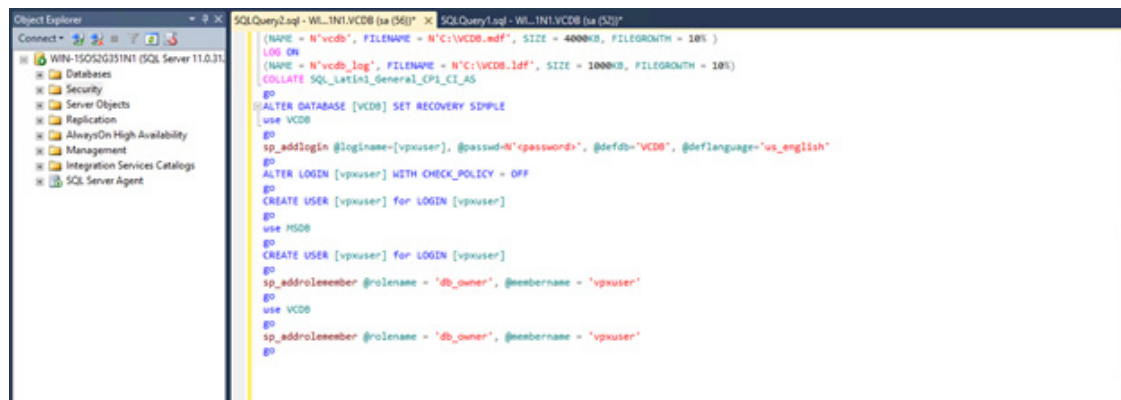 Object Explorer
Connect
WIN-1SOS2G351N1 (SQL Server 11.0.31
Databases
Security
Server Objects
Replication
AlwaysOn High Availability
Management
Integration Services Catalogs
SQL Server Agent
SQLQuery2.sql - WI...1N1.VCDB (sa (56))* SQLQuery1.sql - WI...1N1.VCDB (sa (52))*
(NAME = N'vcdb', FILENAME = N'C:\VCDB.mdf', SIZE = 4000KB, FILEGROWTH = 10% )
LOG ON
(NAME = N'vcdb_log', FILENAME = N'C:\VCDB.ldf', SIZE = 1000KB, FILEGROWTH = 10%)
COLLATE SQL_Latin1_General_CP1_CI_AS
go
ALTER DATABASE [VCDB] SET RECOVERY SIMPLE
use VCDB
go
sp_addlogin @loginame=[vpxuser], @passwd=N'<password>', @defdb='VCDB', @deflanguage='us_english'
go
ALTER LOGIN [vpxuser] WITH CHECK_POLICY = OFF
go
CREATE USER [vpxuser] for LOGIN [vpxuser]
go
use MSDB
go
CREATE USER [vpxuser] for LOGIN [vpxuser]
go
sp_addrolemember @rolename = 'db_owner', @membername = 'vpxuser'
go
use VCDB
go
sp_addrolemember @rolename = 'db_owner', @membername = 'vpxuser'
go